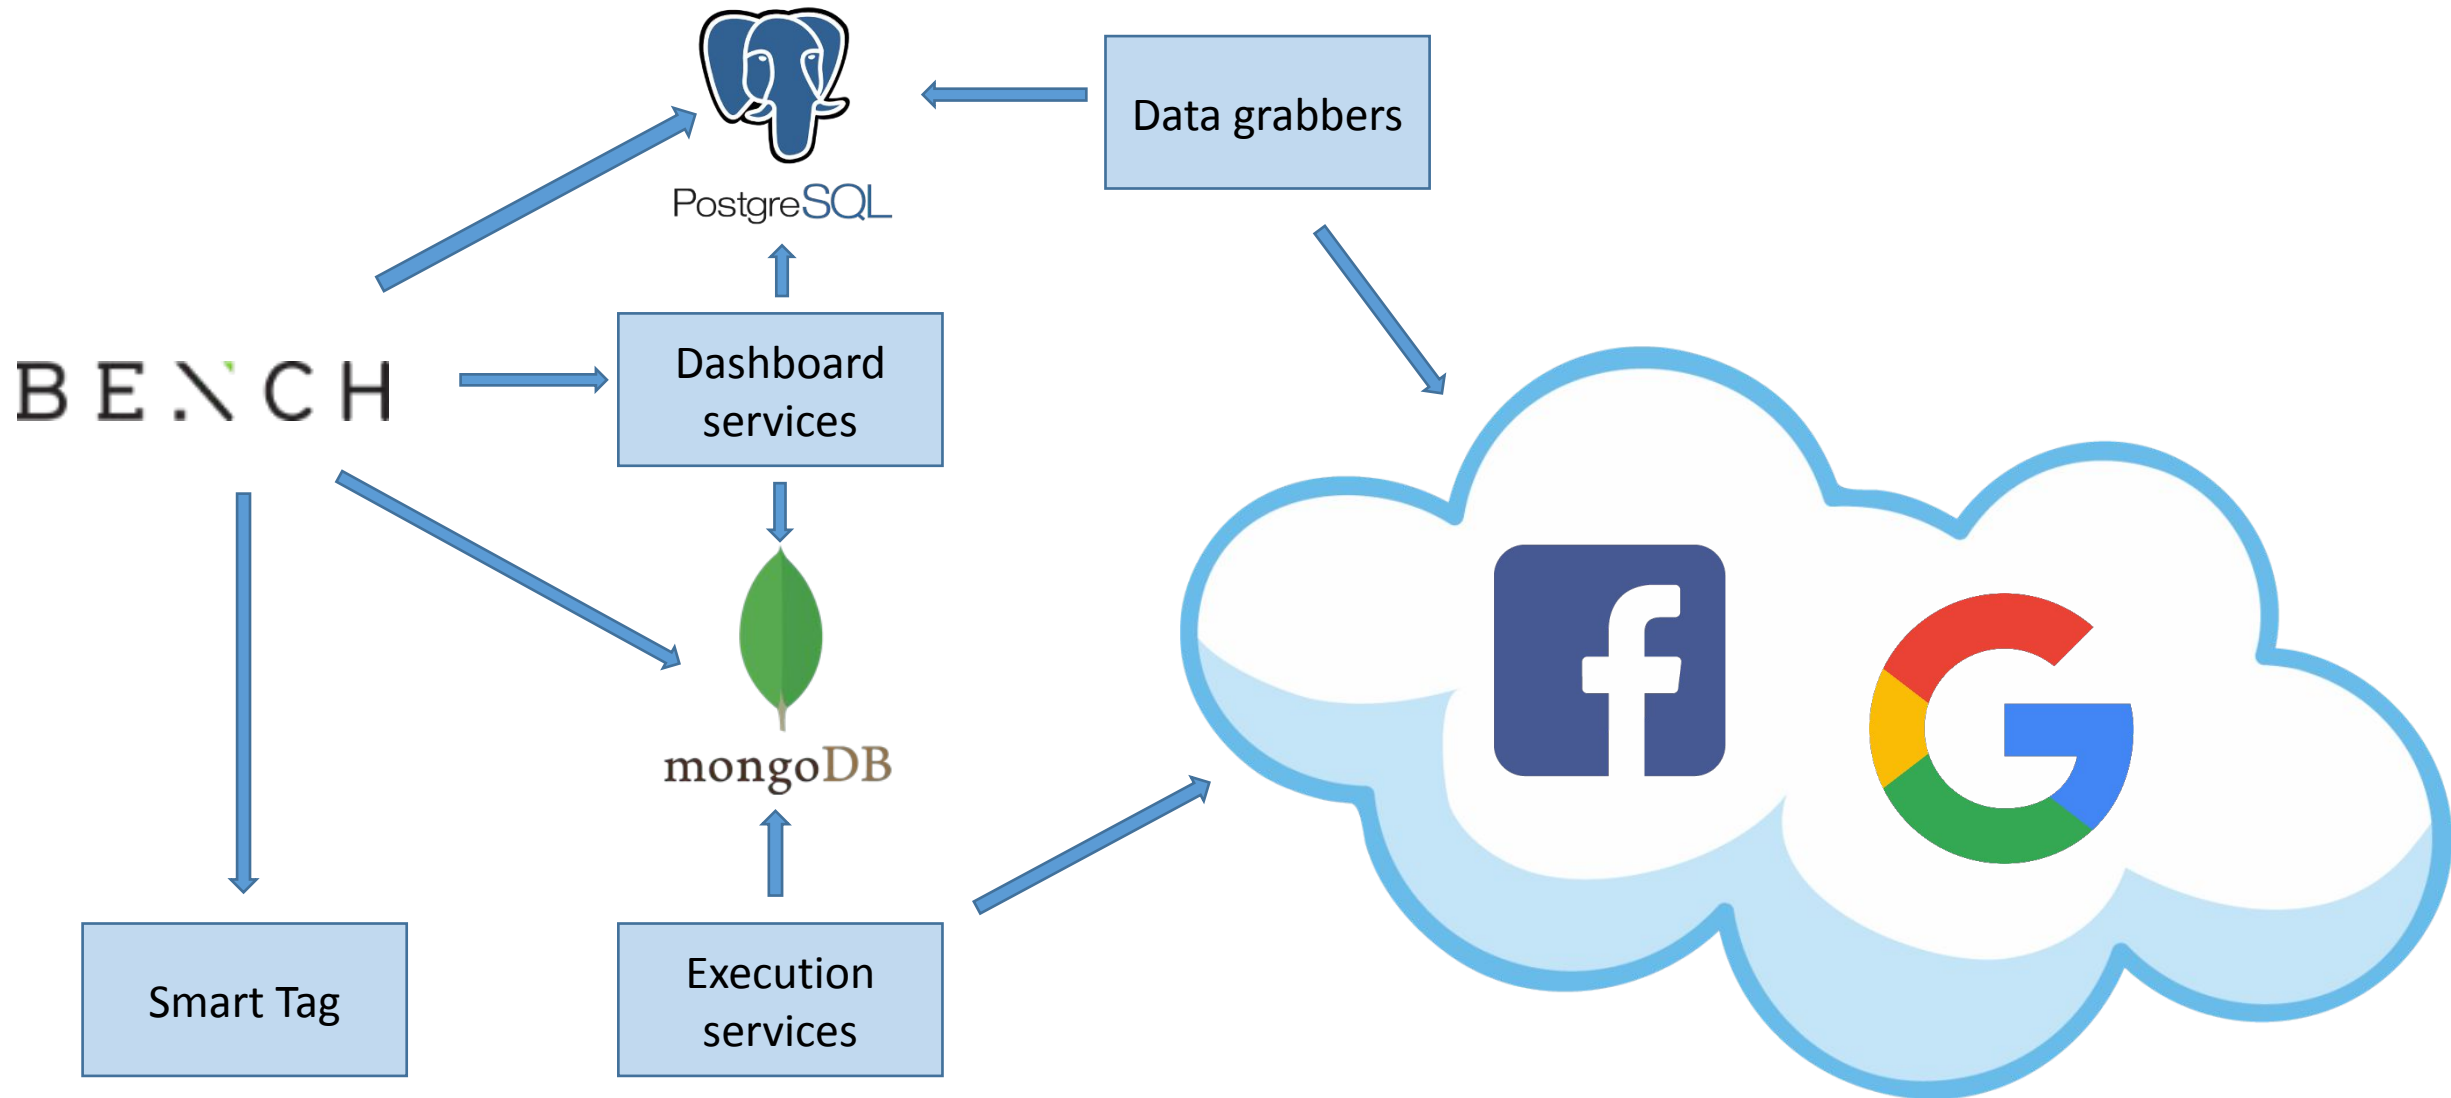 PostgreSQL
Data grabbers
BENCH
Dashboard
services
mongoDB
Smart Tag
Execution
services